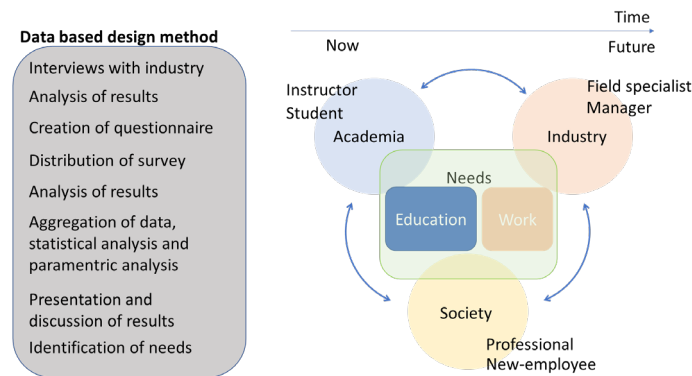 Data based design method
Interviews with industry
Analysis of results
Creation of questionnaire
Distribution of survey
Analysis of results
Aggregation of data,
statistical analysis and
paramentric analysis
Presentation and
discussion of results
Identification of needs
Time
Now
Future
Instructor
Student
Academia
Field specialist
Manager
Industry
Needs
Education
Work
Society
Professional
New-employee